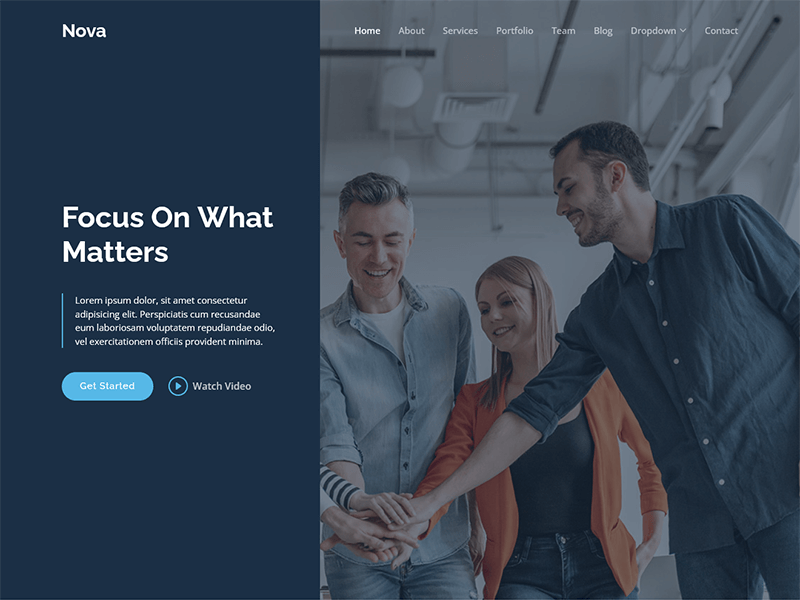 Nova
Home About Services Portfolio Team Blog Dropdown Contact
Focus On What
Matters
Lorem ipsum dolor, sit amet consectetur
adipisicing elit. Perspiciatis cum recusandae
eum laboriosam voluptatem repudiandae odio,
vel exercitationem officiis provident minima.
Get Started Watch Video